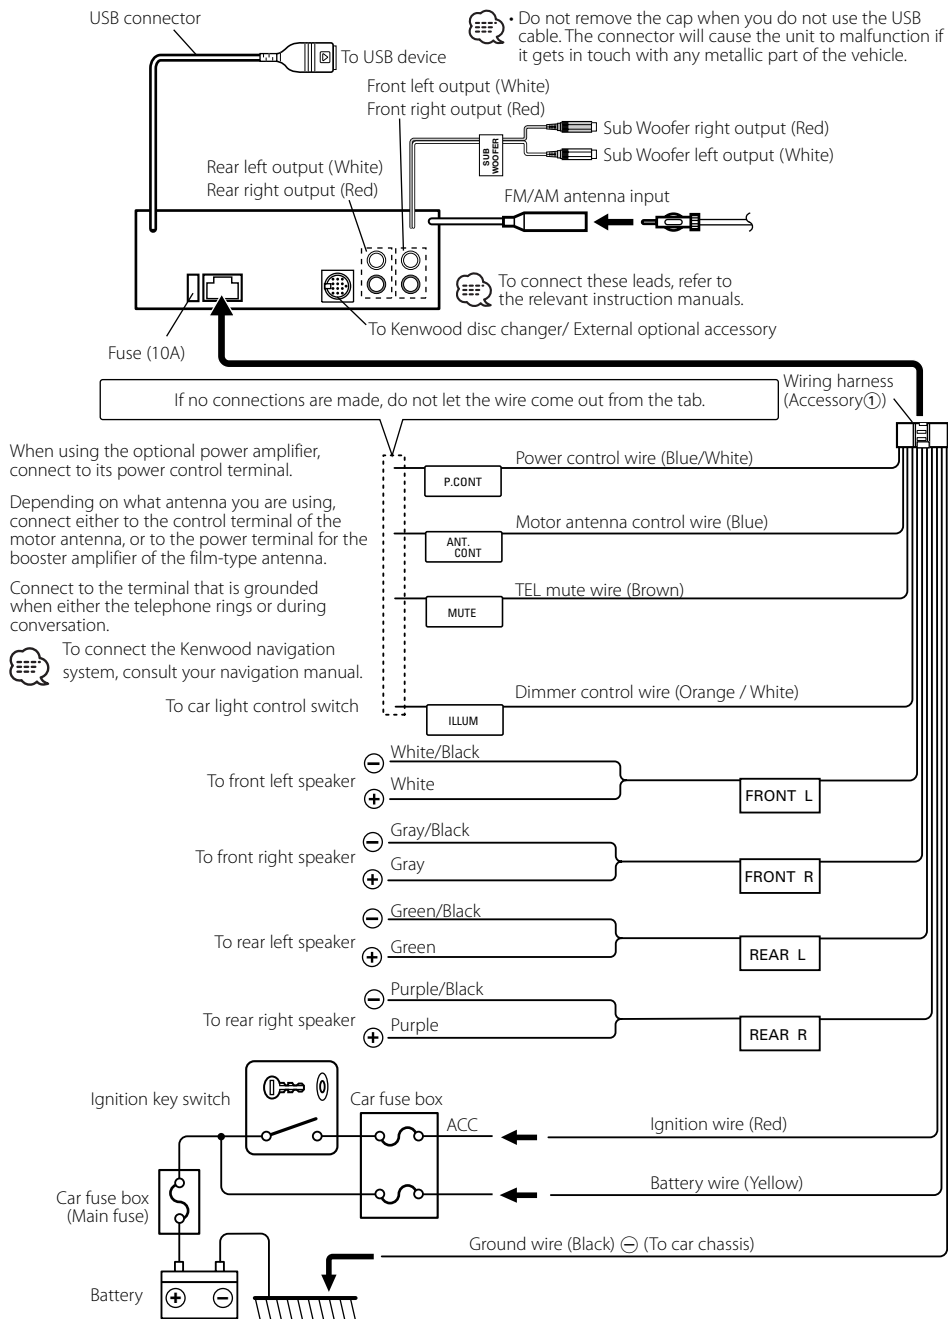 USB connector
To USB device
• Do not remove the cap when you do not use the USB
cable. The connector will cause the unit to malfunction if
it gets in touch with any metallic part of the vehicle.
Front left output (White)
Front right output (Red)
SUB
WOOFER
Sub Woofer right output (Red)
Sub Woofer left output (White)
Rear left output (White)
Rear right output (Red)
FM/AM antenna input
To connect these leads, refer to
the relevant instruction manuals.
To Kenwood disc changer/ External optional accessory
Fuse (10A)
Wiring harness
(Accessory①)
If no connections are made, do not let the wire come out from the tab.
When using the optional power amplifier,
connect to its power control terminal.
P.CONT
Power control wire (Blue/White)
Depending on what antenna you are using,
connect either to the control terminal of the
motor antenna, or to the power terminal for the
booster amplifier of the film-type antenna.
ANT.
CONT
Motor antenna control wire (Blue)
Connect to the terminal that is grounded
when either the telephone rings or during
conversation.
MUTE
TEL mute wire (Brown)
To connect the Kenwood navigation
system, consult your navigation manual.
To car light control switch
ILLUM
Dimmer control wire (Orange / White)
To front left speaker
⊖ White/Black
⊕ White
FRONT L
To front right speaker
⊖ Gray/Black
⊕ Gray
FRONT R
To rear left speaker
⊖ Green/Black
⊕ Green
REAR L
To rear right speaker
⊖ Purple/Black
⊕ Purple
REAR R
Ignition key switch
Car fuse box
ACC
Ignition wire (Red)
Car fuse box
(Main fuse)
Battery wire (Yellow)
Ground wire (Black) ⊖ (To car chassis)
Battery
⊕ ⊖